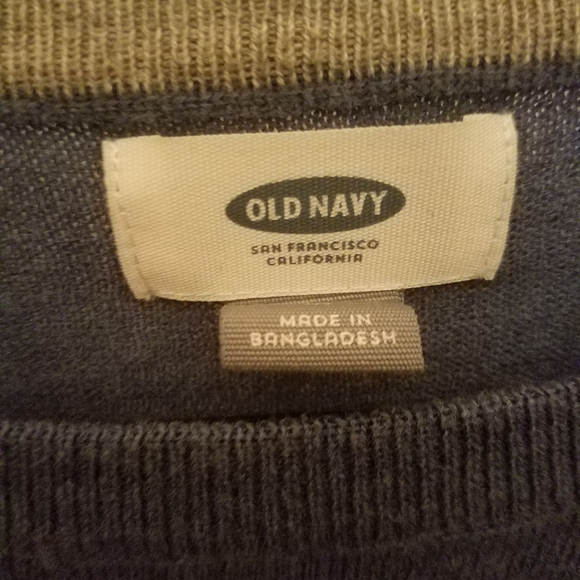 OLD NAVY
SAN FRANCISCO
CALIFORNIA
MADE IN
BANGLADESH